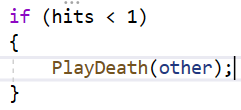 if (hits < 1)
{
    PlayDeath(other);
}